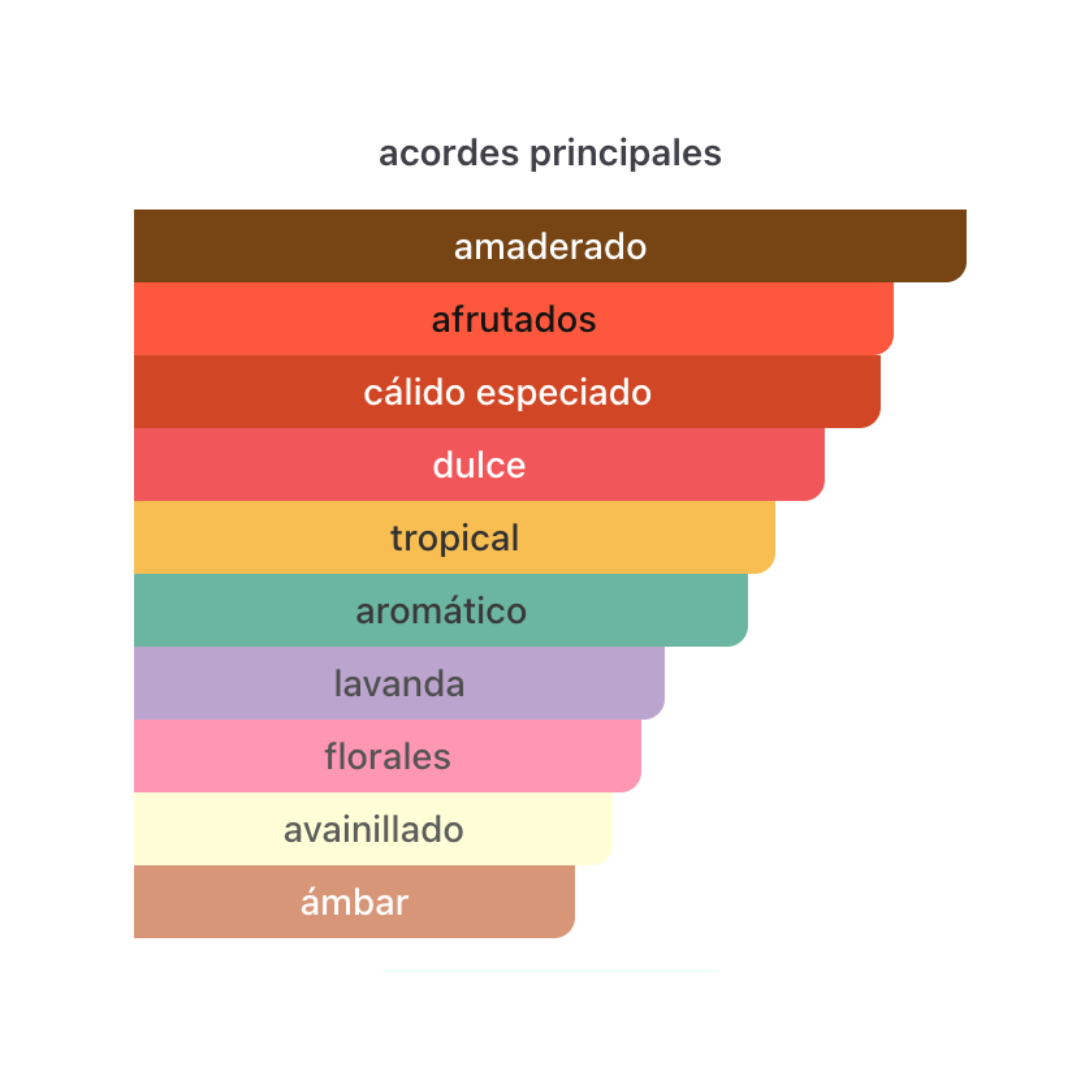 acordes principales
amaderado
afrutados
cálido especiado
dulce
tropical
aromático
lavanda
florales
avainillado
ámbar